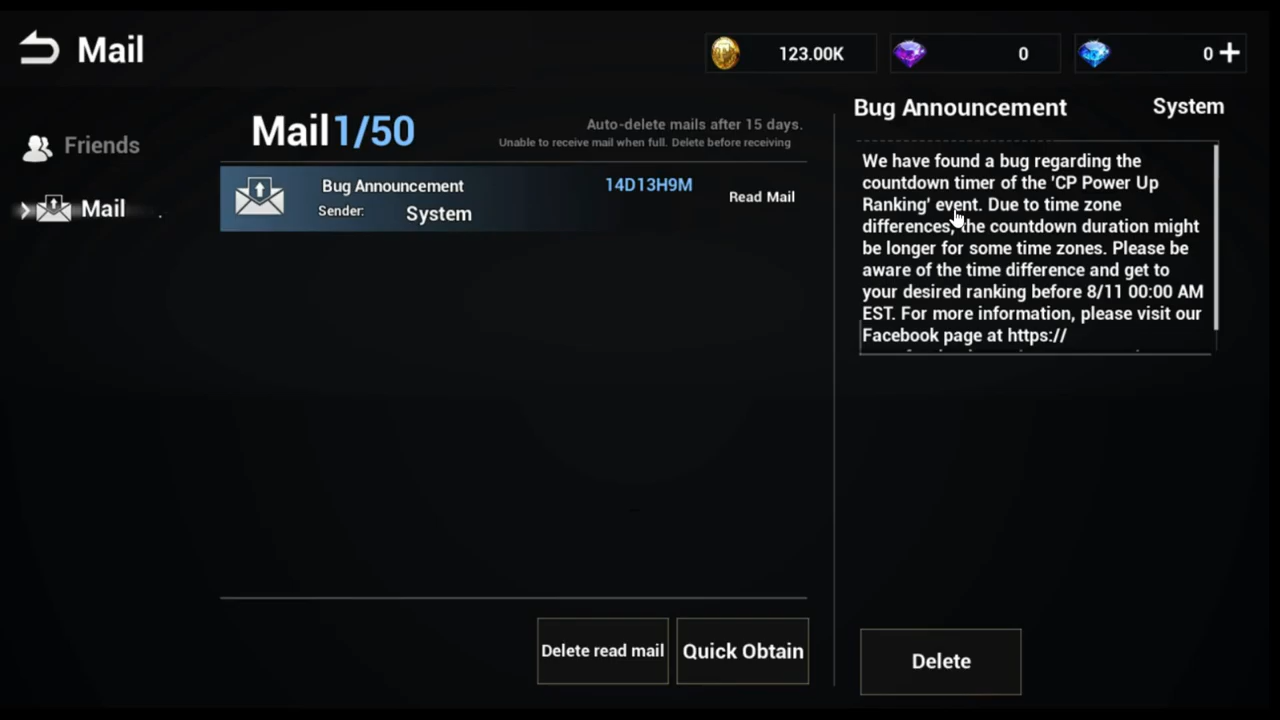 Mail
123.00K
0
0
Friends
Mail
Mail 1/50
Auto-delete mails after 15 days.
Unable to receive mail when full. Delete before receiving
Bug Announcement
Sender: System
14D13H9M
Read Mail
Delete read mail
Quick Obtain
Bug Announcement
System
We have found a bug regarding the
countdown timer of the 'CP Power Up
Ranking' event. Due to time zone
differences, the countdown duration might
be longer for some time zones. Please be
aware of the time difference and get to
your desired ranking before 8/11 00:00 AM
EST. For more information, please visit our
Facebook page at https://
Delete